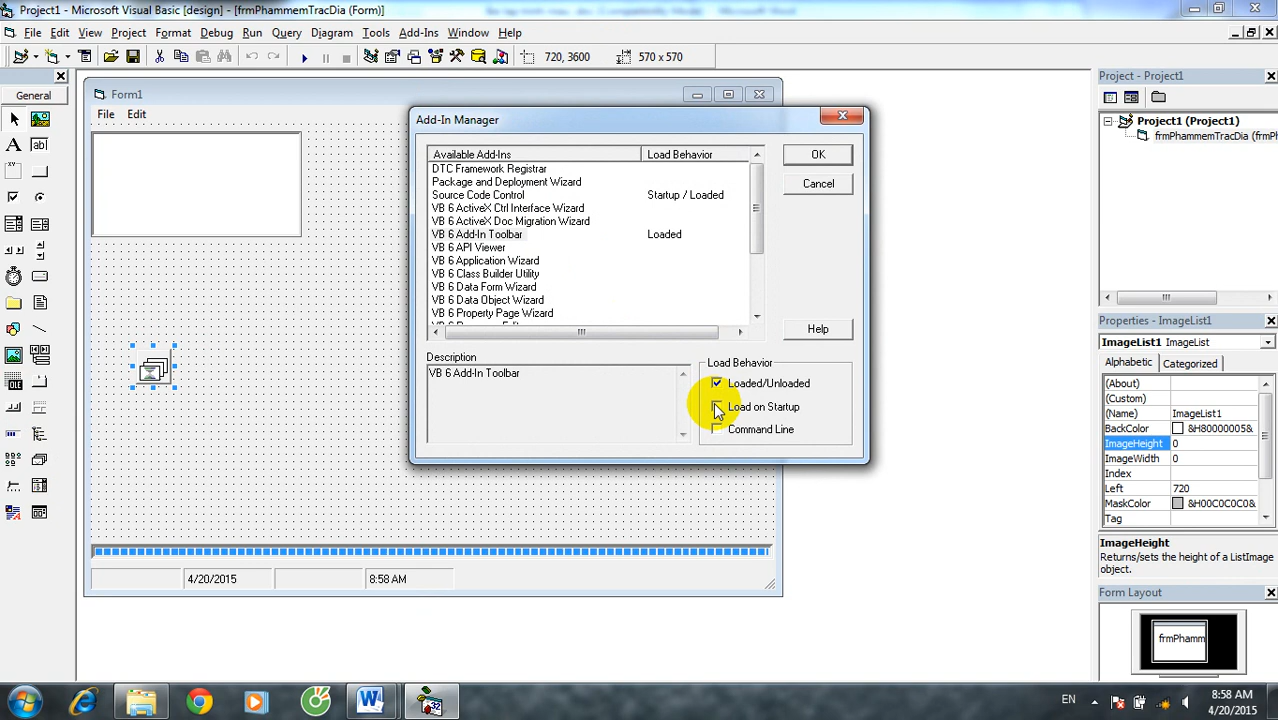 Project1 - Microsoft Visual Basic [design] - [frmPhammemTracDia (Form)]
File Edit View Project Format Debug Run Query Diagram Tools Add-Ins Window Help
720, 3600
570 x 570
General
Form1
File Edit
4/20/2015
8:58 AM
Add-In Manager
Available Add-Ins
Load Behavior
DTC Framework Registrar
Package and Deployment Wizard
Source Code Control
Startup / Loaded
VB 6 ActiveX Ctrl Interface Wizard
VB 6 ActiveX Doc Migration Wizard
VB 6 Add-In Toolbar
Loaded
VB 6 API Viewer
VB 6 Application Wizard
VB 6 Class Builder Utility
VB 6 Data Form Wizard
VB 6 Data Object Wizard
VB 6 Property Page Wizard
OK
Cancel
Help
Description
VB 6 Add-In Toolbar
Load Behavior
Loaded/Unloaded
Load on Startup
Command Line
Project - Project1
Project1 (Project1)
frmPhammemTracDia (frmP
Properties - ImageList1
ImageList1 ImageList
Alphabetic Categorized
(About)
(Custom)
(Name) ImageList1
BackColor &H80000005&
ImageHeight 0
ImageWidth 0
Index
Left 720
MaskColor &H00C0C0C0&
Tag
ImageHeight
Returns/sets the height of a ListImage
object.
Form Layout
frmPhamm
EN
8:58 AM
4/20/2015